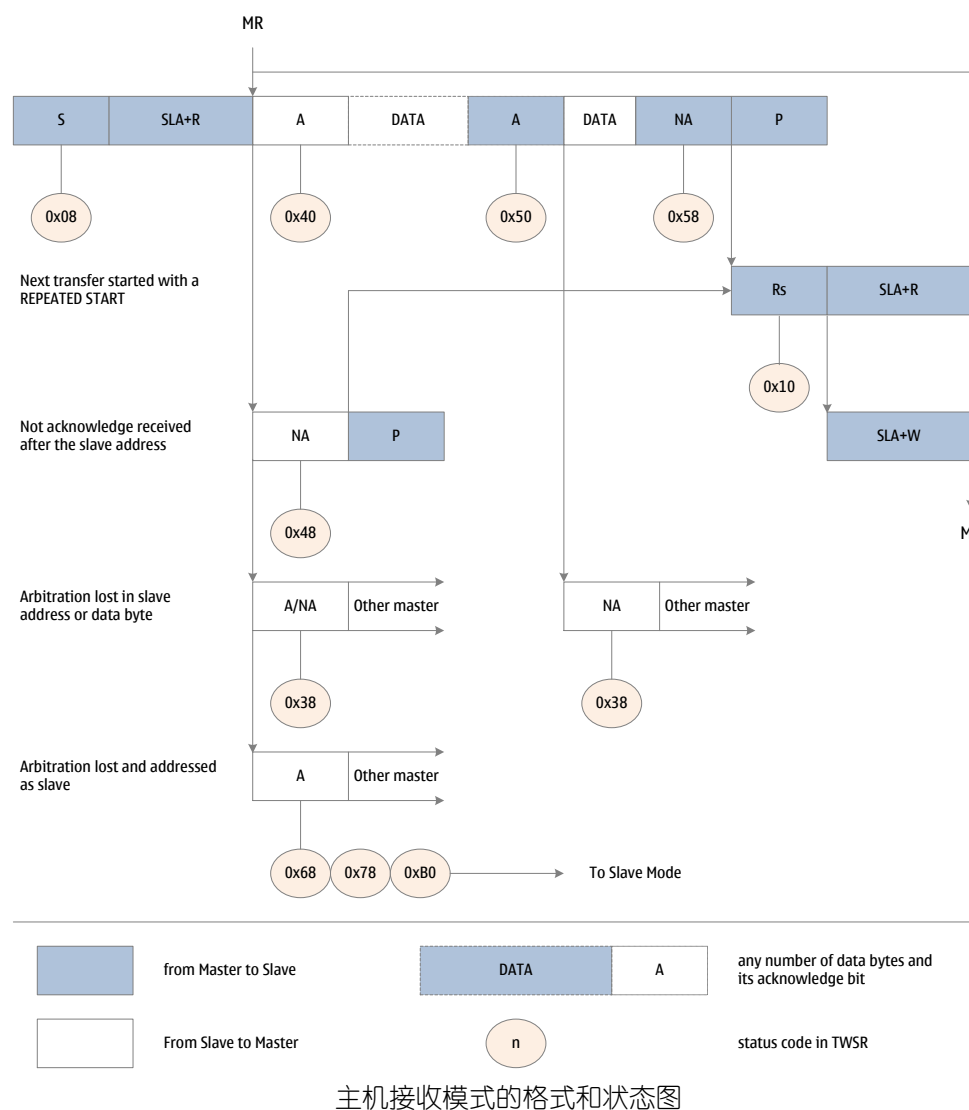 MR
S SLA+R A DATA A DATA NA P
0x08 0x40 0x50 0x58
Next transfer started with a
REPEATED START
Rs SLA+R
0x10
Not acknowledge received
after the slave address
NA P
SLA+W
0x48
M
Arbitration lost in slave
address or data byte
A/NA Other master NA Other master
0x38 0x38
Arbitration lost and addressed
as slave
A Other master
0x68 0x78 0xB0 To Slave Mode
from Master to Slave
DATA A
any number of data bytes and
its acknowledge bit
From Slave to Master
n
status code in TWSR
主机接收模式的格式和状态图